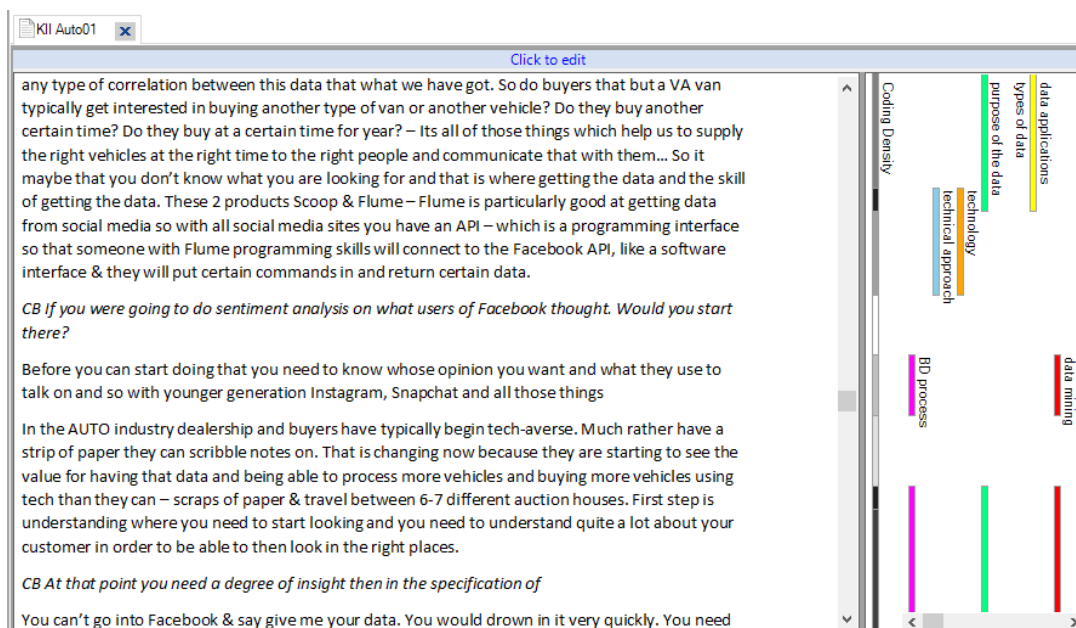 KII Auto01
Click to edit
any type of correlation between this data that what we have got. So do buyers that but a VA van
typically get interested in buying another type of van or another vehicle? Do they buy another
certain time? Do they buy at a certain time for year? – Its all of those things which help us to supply
the right vehicles at the right time to the right people and communicate that with them... So it
maybe that you don't know what you are looking for and that is where getting the data and the skill
of getting the data. These 2 products Scoop & Flume – Flume is particularly good at getting data
from social media so with all social media sites you have an API – which is a programming interface
so that someone with Flume programming skills will connect to the Facebook API, like a software
interface & they will put certain commands in and return certain data.
CB If you were going to do sentiment analysis on what users of Facebook thought. Would you start
there?
Before you can start doing that you need to know whose opinion you want and what they use to
talk on and so with younger generation Instagram, Snapchat and all those things
In the AUTO industry dealership and buyers have typically begin tech-averse. Much rather have a
strip of paper they can scribble notes on. That is changing now because they are starting to see the
value for having that data and being able to process more vehicles and buying more vehicles using
tech than they can – scraps of paper & travel between 6-7 different auction houses. First step is
understanding where you need to start looking and you need to understand quite a lot about your
customer in order to be able to then look in the right places.
CB At that point you need a degree of insight then in the specification of
You can't go into Facebook & say give me your data. You would drown in it very quickly. You need
Coding Density
BD process
technical approach
technology
purpose of the data
types of data
data applications
data mining